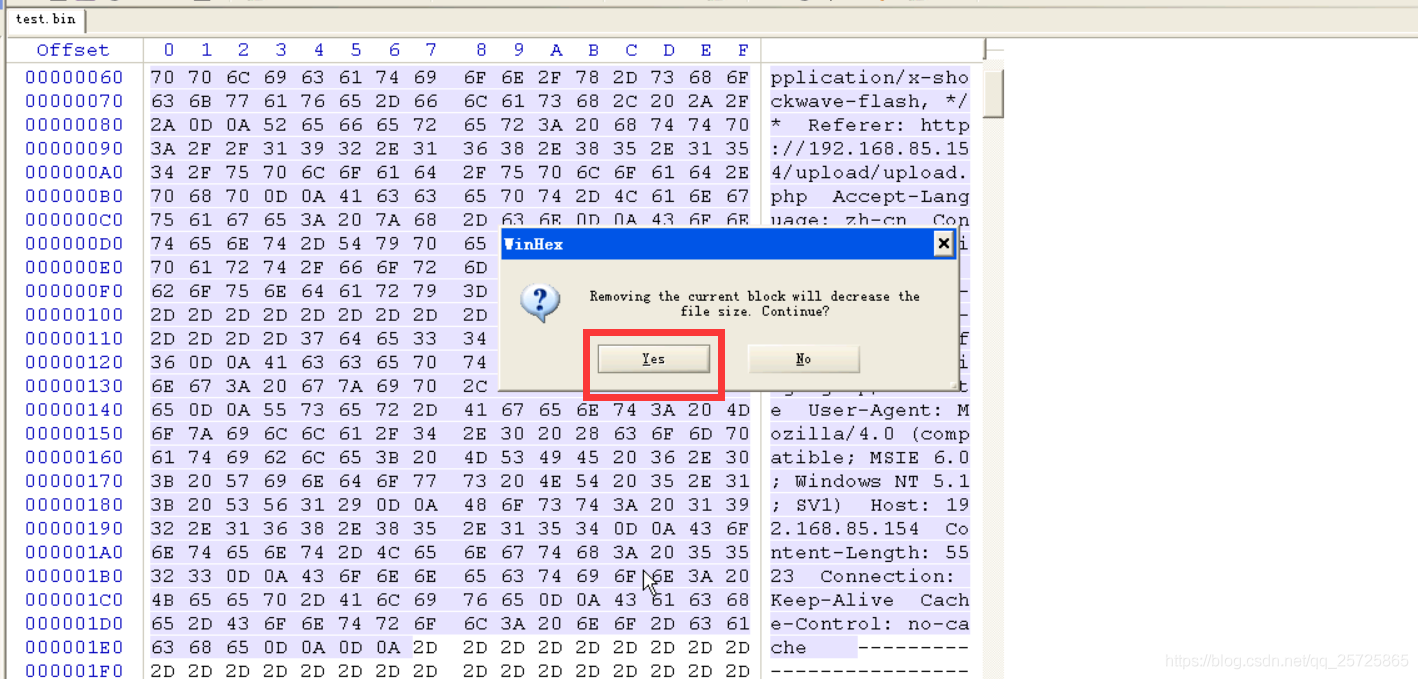 test.bin
Offset 0 1 2 3 4 5 6 7 8 9 A B C D E F
00000060 70 70 6C 69 63 61 74 69 6F 6E 2F 78 2D 73 68 6F pplication/x-sho
00000070 63 6B 77 61 76 65 2D 66 6C 61 73 68 2C 20 2A 2F ckwave-flash, */
00000080 2A 0D 0A 52 65 66 65 72 65 72 3A 20 68 74 74 70 * Referer: http
00000090 3A 2F 2F 31 39 32 2E 31 36 38 2E 38 35 2E 31 35 ://192.168.85.15
000000A0 34 2F 75 70 6C 6F 61 64 2F 75 70 6C 6F 61 64 2E 4/upload/upload.
000000B0 70 68 70 0D 0A 41 63 63 65 70 74 2D 4C 61 6E 67 php Accept-Lang
000000C0 75 61 67 65 3A 20 7A 68 2D 63 6E 0D 0A 43 6F 6E uage: zh-cn Con
000000D0 74 65 6E 74 2D 54 79 70 65 i
000000E0 70 61 72 74 2F 66 6F 72 6D
000000F0 62 6F 75 6E 64 61 72 79 3D -
00000100 2D 2D 2D 2D 2D 2D 2D 2D 2D -
00000110 2D 2D 2D 2D 37 64 65 33 34 f
00000120 36 0D 0A 41 63 63 65 70 74 i
00000130 6E 67 3A 20 67 7A 69 70 2C t
00000140 65 0D 0A 55 73 65 72 2D 41 67 65 6E 74 3A 20 4D e User-Agent: M
00000150 6F 7A 69 6C 6C 61 2F 34 2E 30 20 28 63 6F 6D 70 ozilla/4.0 (comp
00000160 61 74 69 62 6C 65 3B 20 4D 53 49 45 20 36 2E 30 atible; MSIE 6.0
00000170 3B 20 57 69 6E 64 6F 77 73 20 4E 54 20 35 2E 31 ; Windows NT 5.1
00000180 3B 20 53 56 31 29 0D 0A 48 6F 73 74 3A 20 31 39 ; SV1) Host: 19
00000190 32 2E 31 36 38 2E 38 35 2E 31 35 34 0D 0A 43 6F 2.168.85.154 Co
000001A0 6E 74 65 6E 74 2D 4C 65 6E 67 74 68 3A 20 35 35 ntent-Length: 55
000001B0 32 33 0D 0A 43 6F 6E 6E 65 63 74 69 6F 6E 3A 20 23 Connection:
000001C0 4B 65 65 70 2D 41 6C 69 76 65 0D 0A 43 61 63 68 Keep-Alive Cach
000001D0 65 2D 43 6F 6E 74 72 6F 6C 3A 20 6E 6F 2D 63 61 e-Control: no-ca
000001E0 63 68 65 0D 0A 0D 0A 2D 2D 2D 2D 2D 2D 2D 2D 2D che ---------
000001F0 2D 2D 2D 2D 2D 2D 2D 2D 2D 2D 2D 2D 2D 2D 2D 2D ----------------
WinHex
Removing the current block will decrease the
file size. Continue?
Yes No
https://blog.csdn.net/qq_25725865